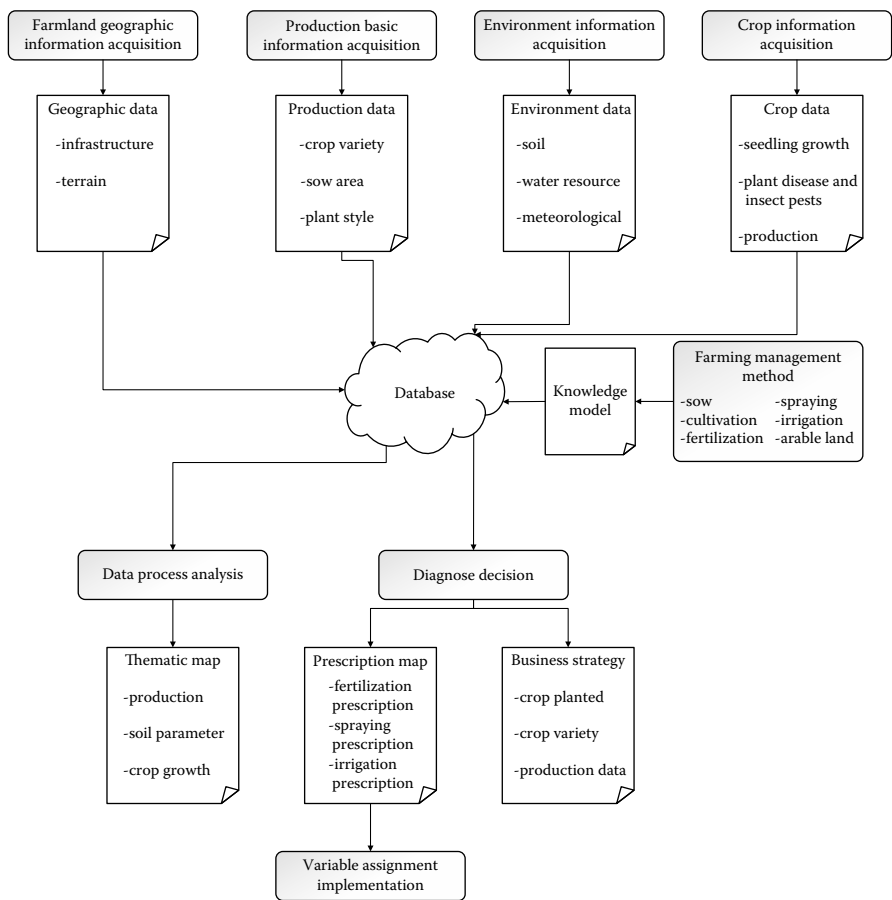 Farmland geographic
information acquisition
Production basic
information acquisition
Environment information
acquisition
Crop information
acquisition
Geographic data
-infrastructure
-terrain
Production data
-crop variety
-sow area
-plant style
Environment data
-soil
-water resource
-meteorological
Crop data
-seedling growth
-plant disease and
insect pests
-production
Database
Knowledge
model
Farming management
method
-sow
-cultivation
-fertilization
-spraying
-irrigation
-arable land
Data process analysis
Diagnose decision
Thematic map
-production
-soil parameter
-crop growth
Prescription map
-fertilization
prescription
-spraying
prescription
-irrigation
prescription
Business strategy
-crop planted
-crop variety
-production data
Variable assignment
implementation